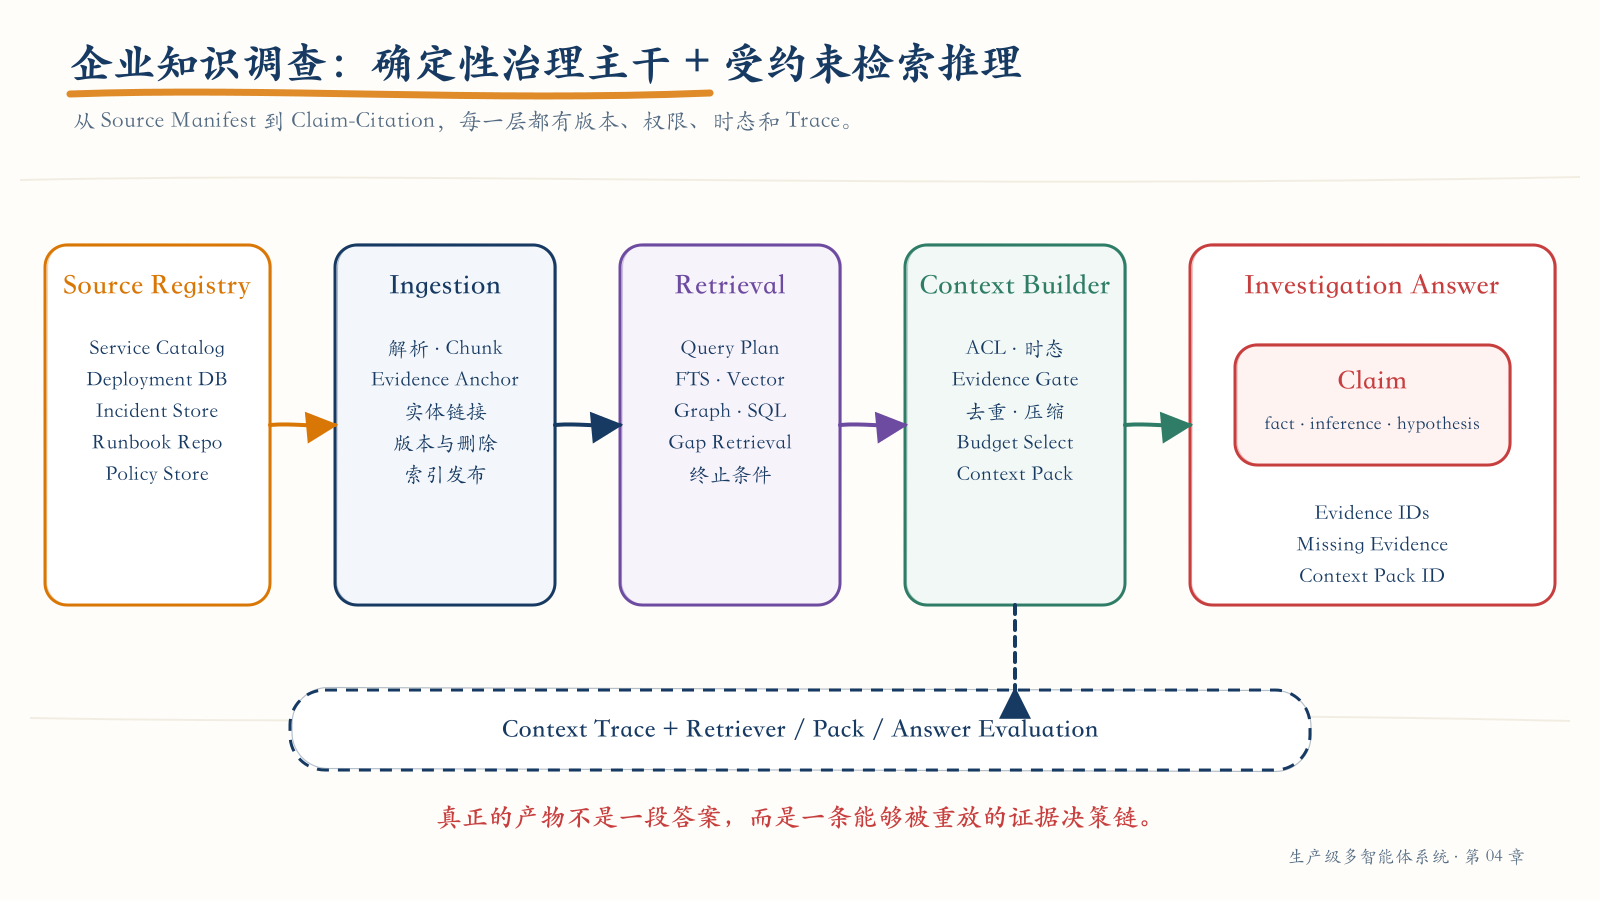 企业知识调查：确定性治理主干 + 受约束检索推理
从 Source Manifest 到 Claim-Citation，每一层都有版本、权限、时态和 Trace。
Source Registry
Service Catalog
Deployment DB
Incident Store
Runbook Repo
Policy Store
Ingestion
解析 · Chunk
Evidence Anchor
实体链接
版本与删除
索引发布
Retrieval
Query Plan
FTS · Vector
Graph · SQL
Gap Retrieval
终止条件
Context Builder
ACL · 时态
Evidence Gate
去重 · 压缩
Budget Select
Context Pack
Investigation Answer
Claim
fact · inference · hypothesis
Evidence IDs
Missing Evidence
Context Pack ID
Context Trace + Retriever / Pack / Answer Evaluation
真正的产物不是一段答案，而是一条能够被重放的证据决策链。
生产级多智能体系统 · 第 04 章